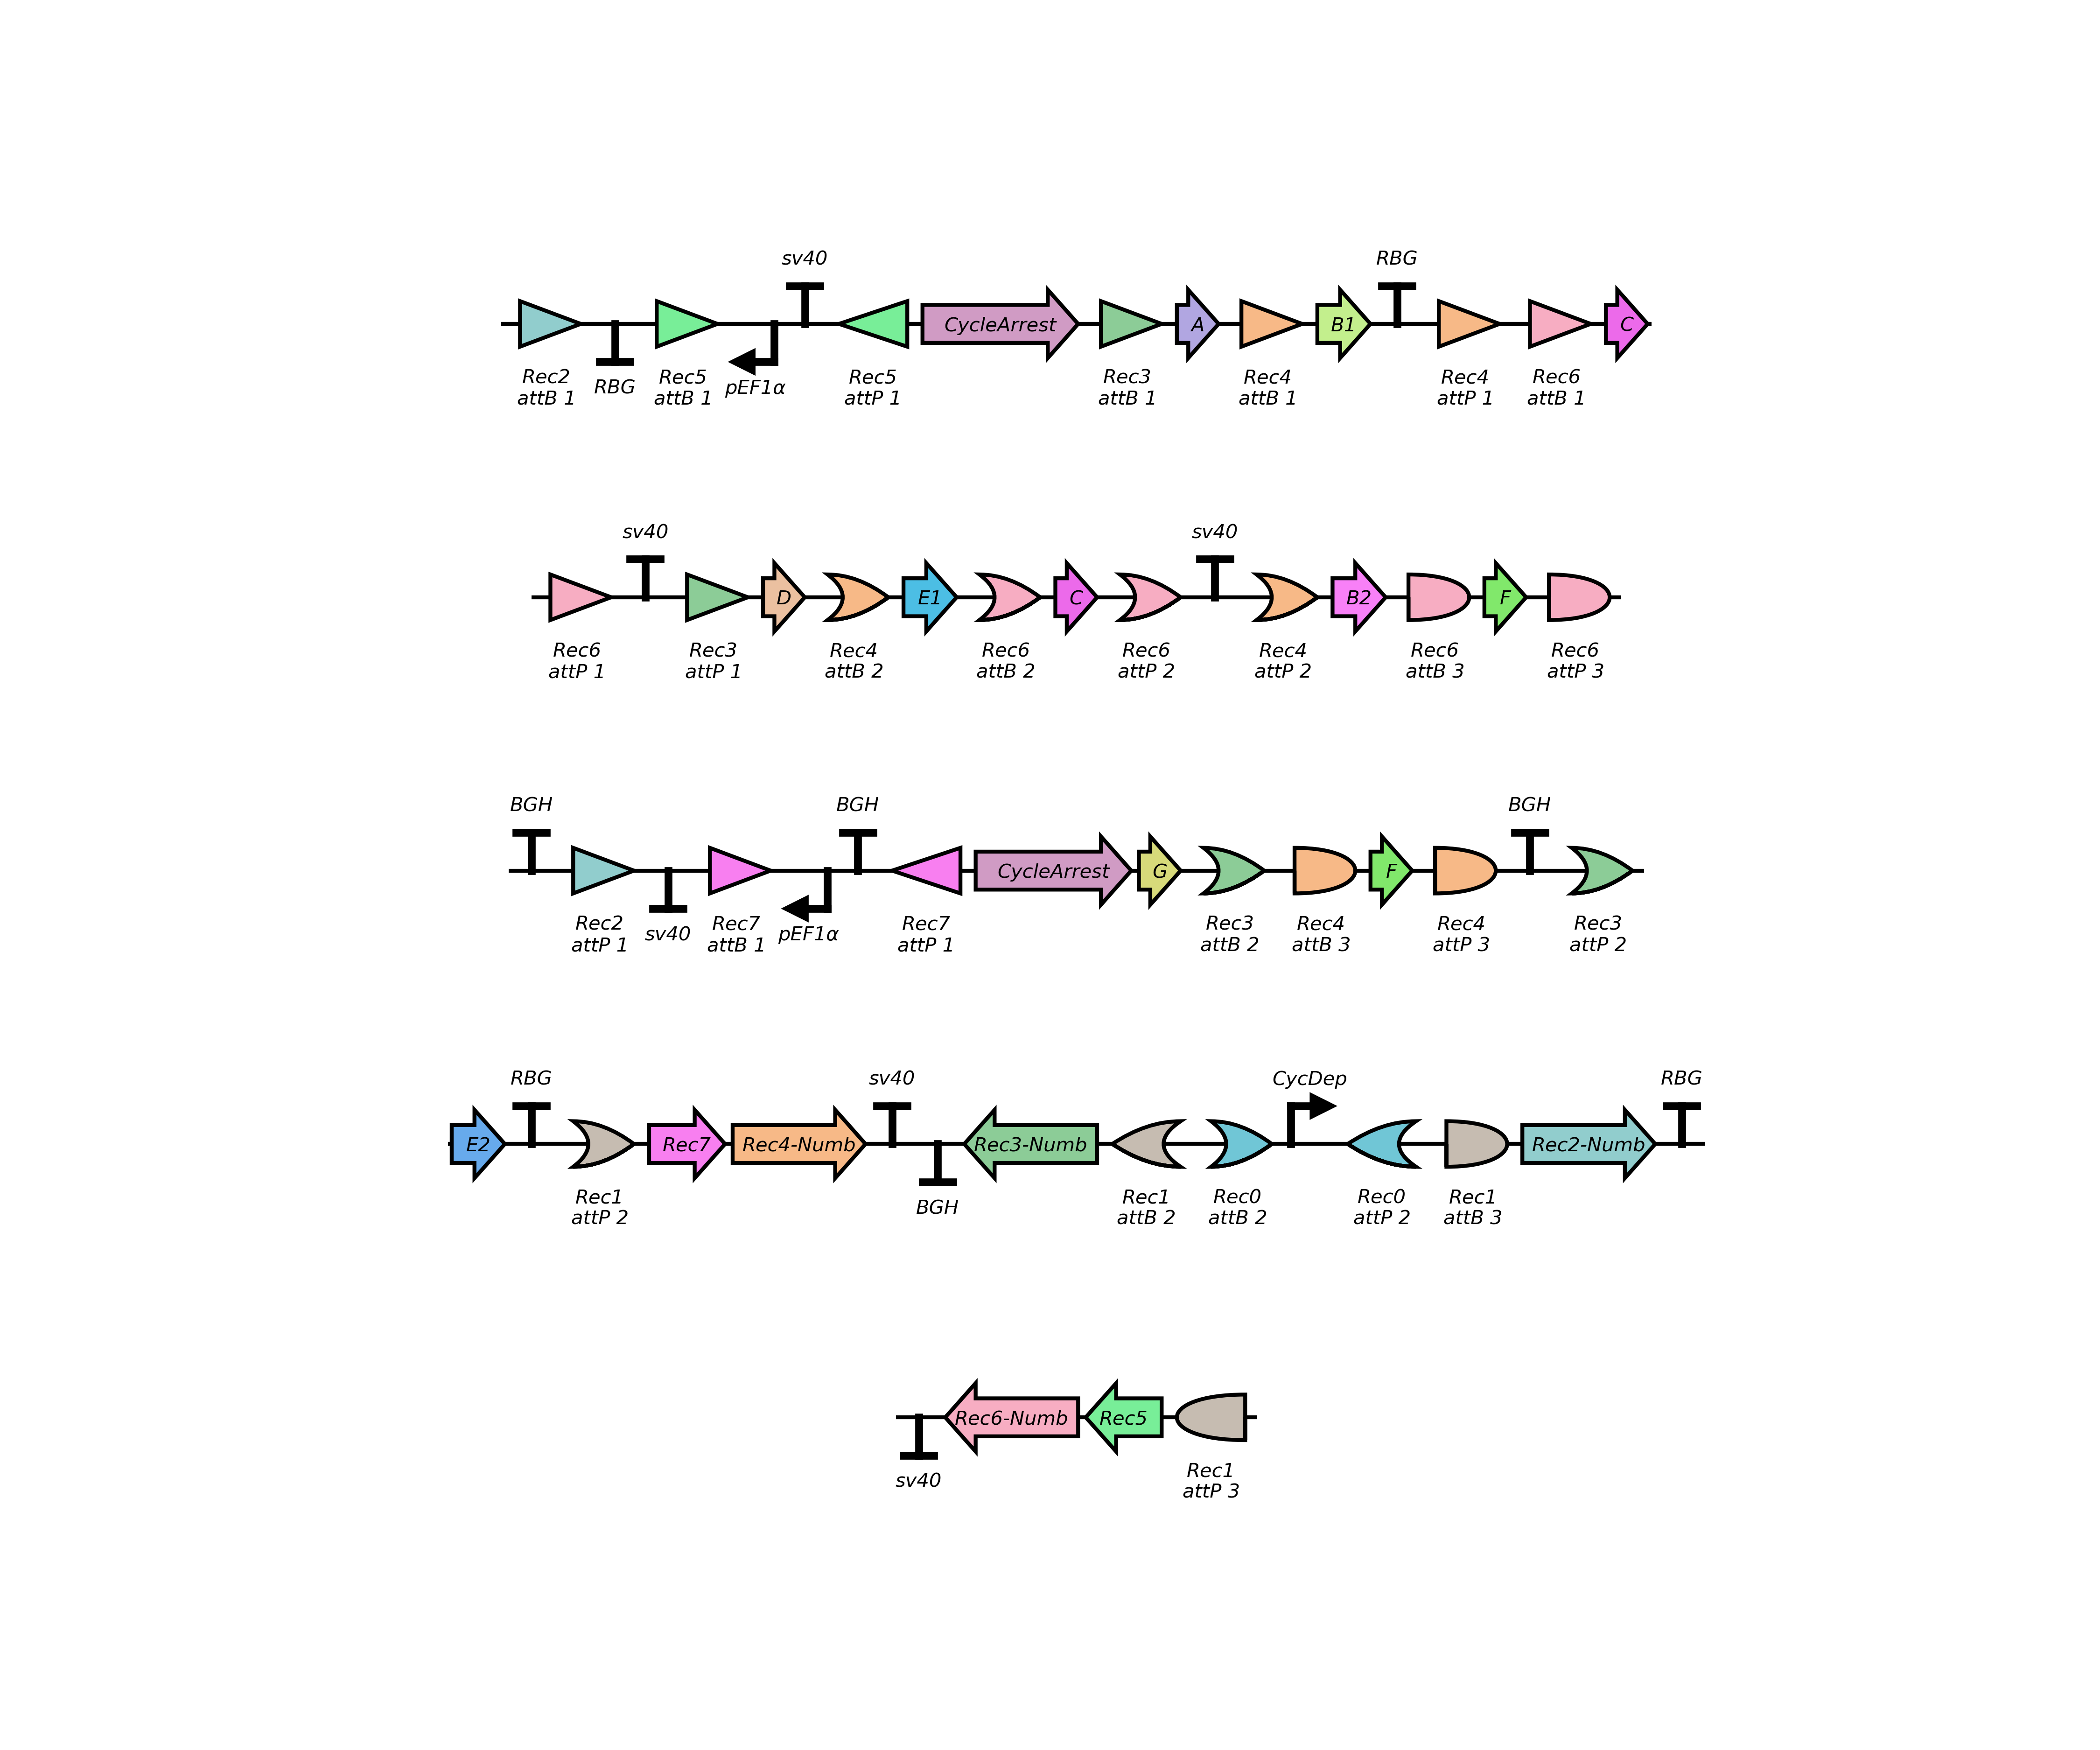 sv40
RBG
CycleArrest
A
B1
C
Rec2
attB 1
RBG
Rec5
attB 1
pEF1α
Rec5
attP 1
Rec3
attB 1
Rec4
attB 1
Rec4
attP 1
Rec6
attB 1
sv40
sv40
D
E1
C
B2
F
Rec6
attP 1
Rec3
attP 1
Rec4
attB 2
Rec6
attB 2
Rec6
attP 2
Rec4
attP 2
Rec6
attB 3
Rec6
attP 3
BGH
BGH
BGH
CycleArrest
G
F
Rec2
attP 1
sv40
Rec7
attB 1
pEF1α
Rec7
attP 1
Rec3
attB 2
Rec4
attB 3
Rec4
attP 3
Rec3
attP 2
RBG
sv40
CycDep
RBG
E2
Rec7
Rec4-Numb
Rec3-Numb
Rec2-Numb
Rec1
attP 2
BGH
Rec1
attB 2
Rec0
attB 2
Rec0
attP 2
Rec1
attB 3
Rec6-Numb
Rec5
sv40
Rec1
attP 3